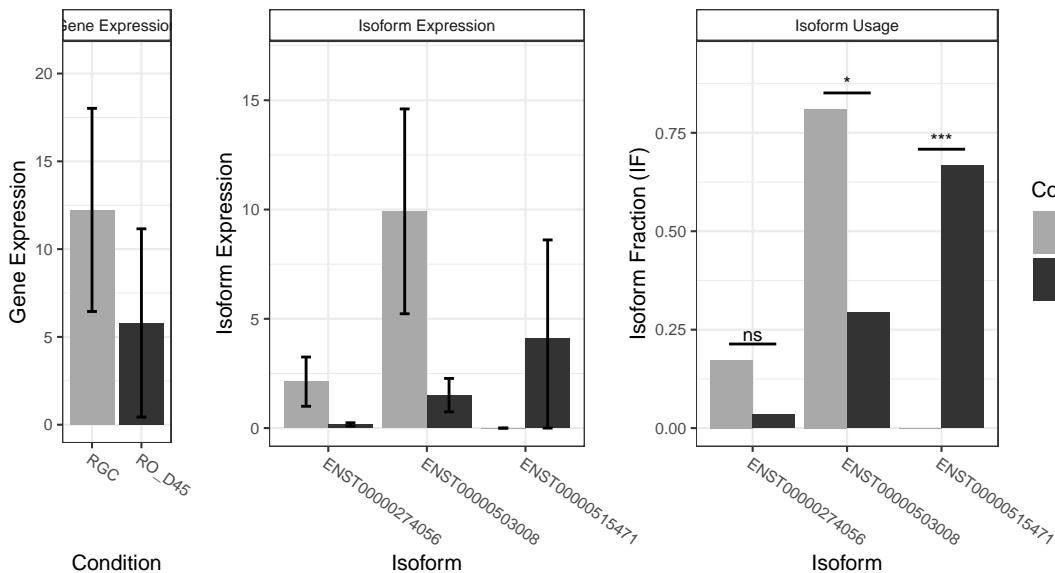 Gene Expression
Isoform Expression
Isoform Usage
Gene Expression
20
15
10
5
0
RGC
RO_D45
Condition
Isoform Expression
15
10
5
0
ENST00000274056
ENST00000503008
ENST00000515471
Isoform
Isoform Fraction (IF)
0.75
0.50
0.25
0.00
ns
*
***
ENST00000274056
ENST00000503008
ENST00000515471
Isoform